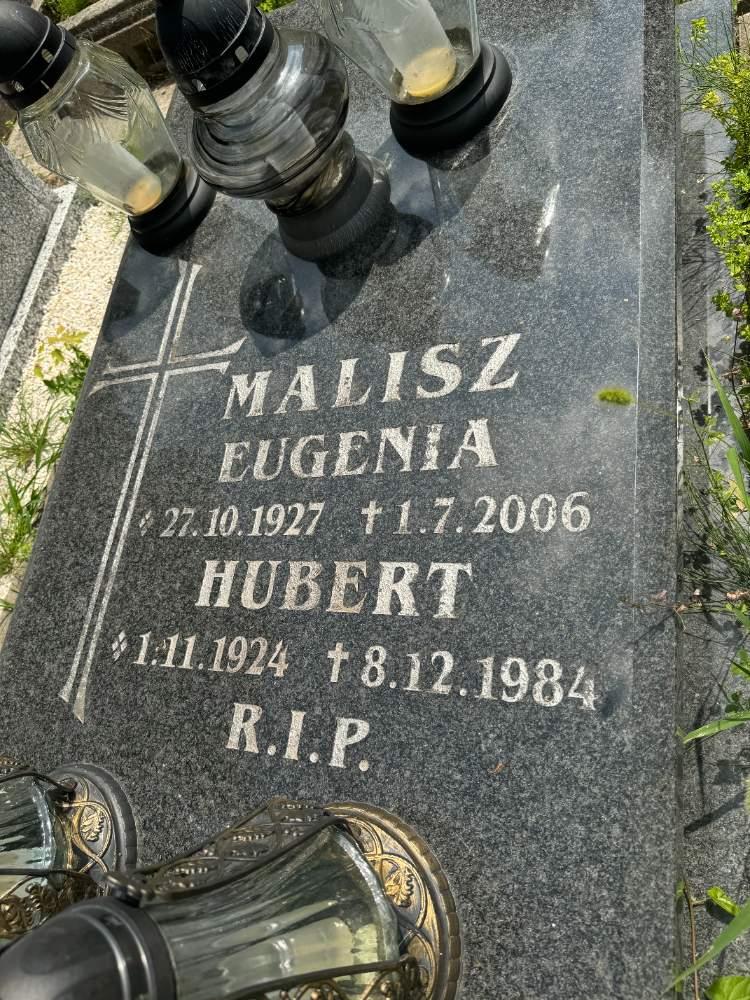 MALISZ
EUGENIA
27.10.1927 † 1.7.2006
HUBERT
1.11.1924 † 8.12.1984
R.I.P.